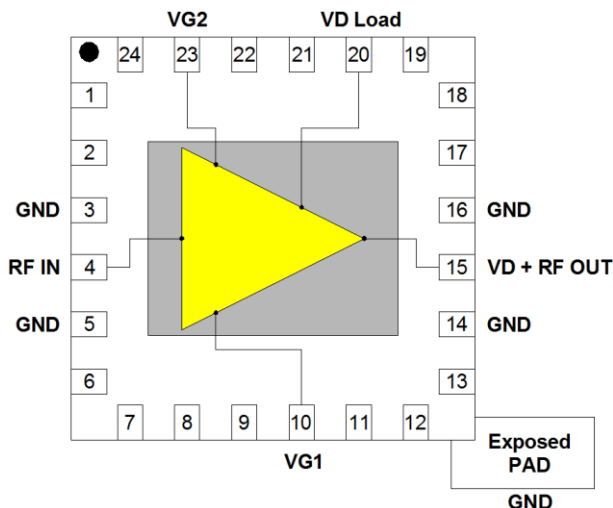 VG2 VD Load
24 23 22 21 20 19
1 18
2 17
GND 3 16 GND
RF IN 4 15 VD + RF OUT
GND 5 14 GND
6 13
7 8 9 10 11 12
VG1
Exposed
PAD
GND